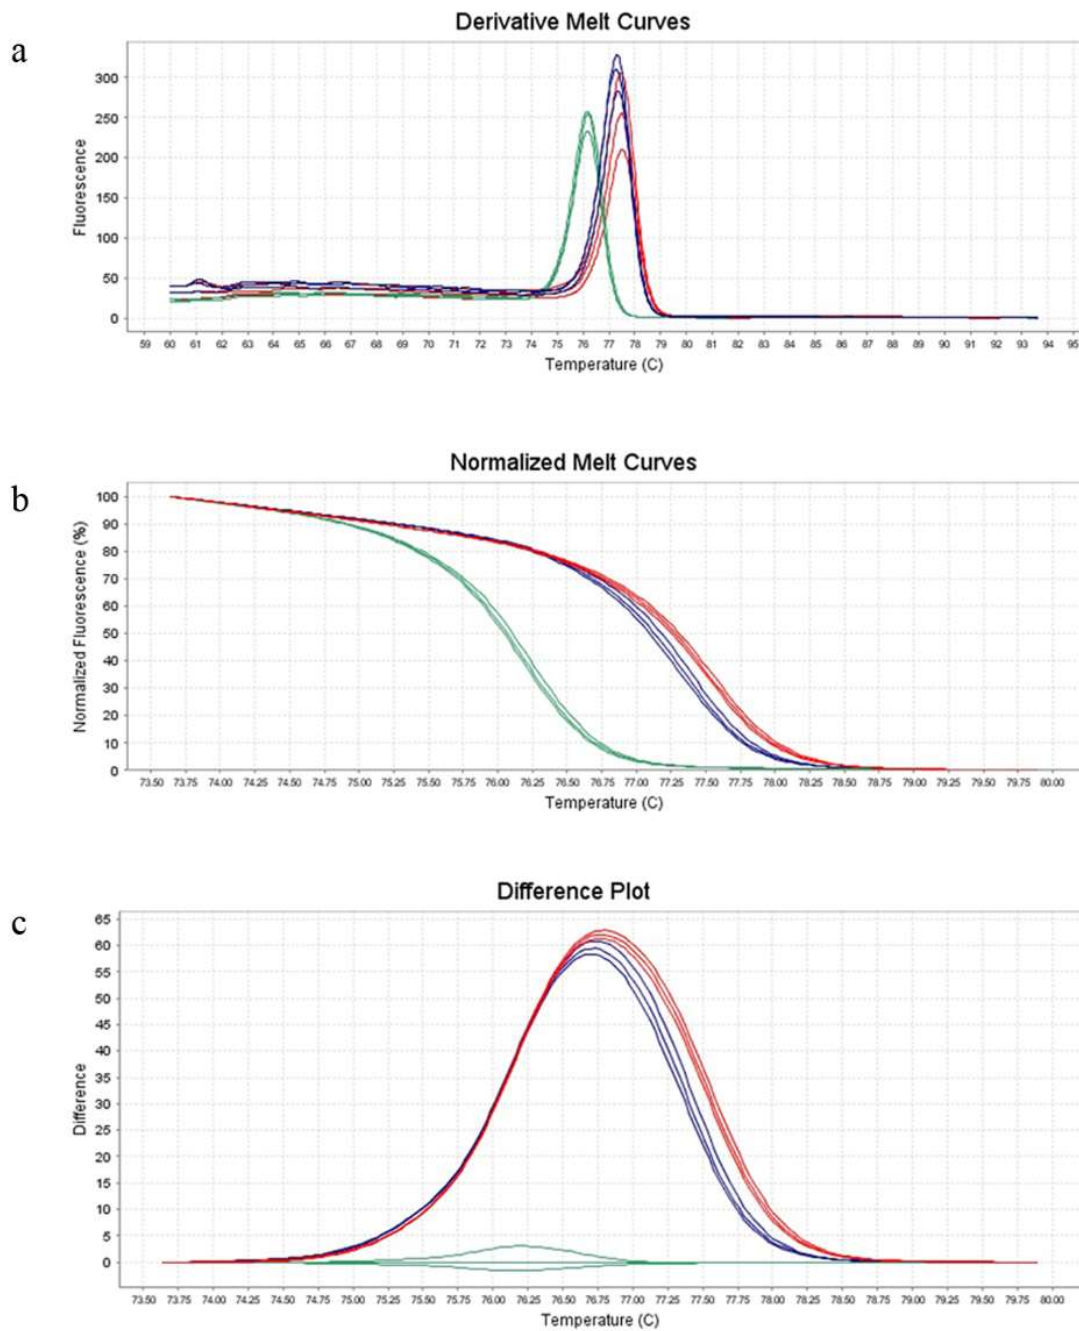 a
Derivative Melt Curves
Fluorescence
300
250
200
150
100
50
0
59 60 61 62 63 64 65 66 67 68 69 70 71 72 73 74 75 76 77 78 79 80 81 82 83 84 85 86 87 88 89 90 91 92 93 94 95
Temperature (C)
b
Normalized Melt Curves
Normalized Fluorescence (%)
100
90
80
70
60
50
40
30
20
10
0
73.50 73.75 74.00 74.25 74.50 74.75 75.00 75.25 75.50 75.75 76.00 76.25 76.50 76.75 77.00 77.25 77.50 77.75 78.00 78.25 78.50 78.75 79.00 79.25 79.50 79.75 80.00
Temperature (C)
c
Difference Plot
Difference
65
60
55
50
45
40
35
30
25
20
15
10
5
0
73.50 73.75 74.00 74.25 74.50 74.75 75.00 75.25 75.50 75.75 76.00 76.25 76.50 76.75 77.00 77.25 77.50 77.75 78.00 78.25 78.50 78.75 79.00 79.25 79.50 79.75 80.00
Temperature (C)